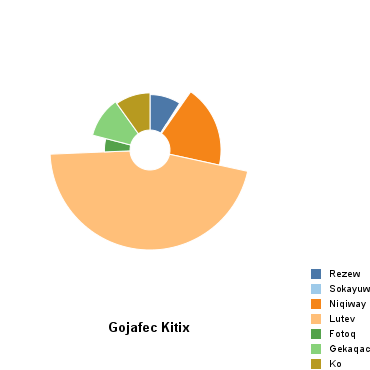 Gojafec Kitix
Rezew
Sokayuw
Niqiway
Lutev
Fotoq
Gekaqac
Ko